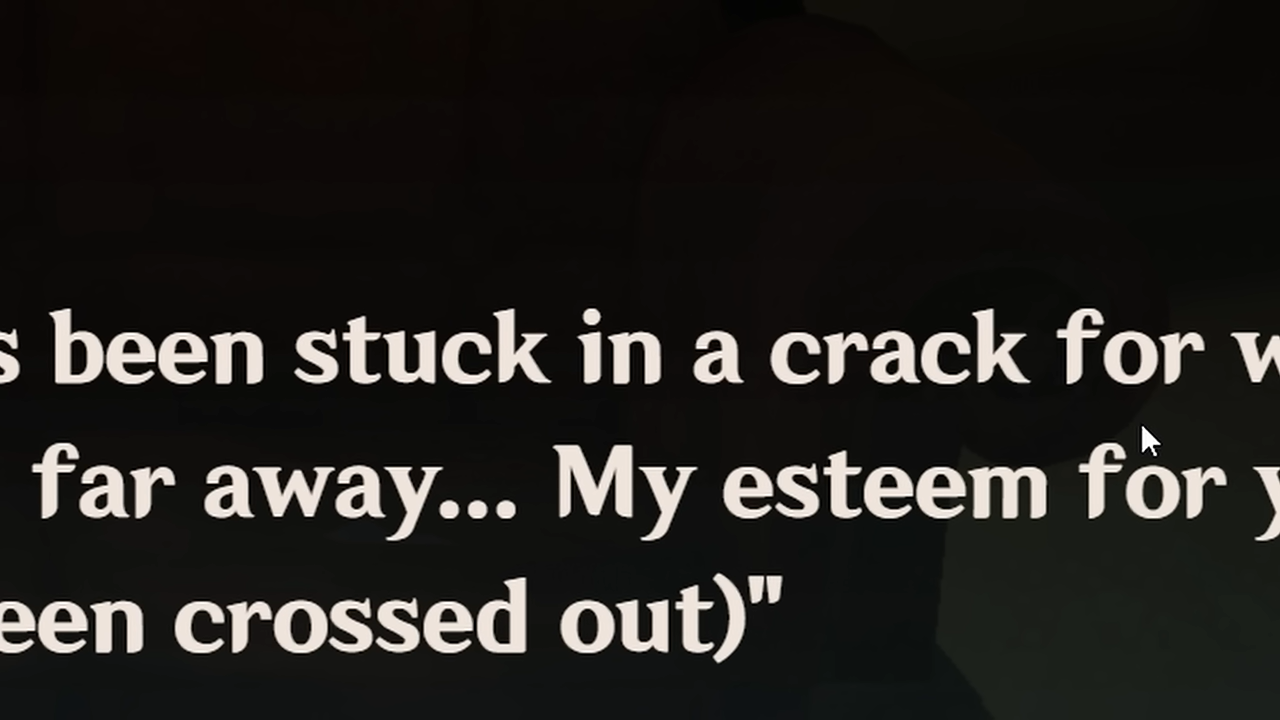 s been stuck in a crack for w
far away... My esteem for y
een crossed out)"